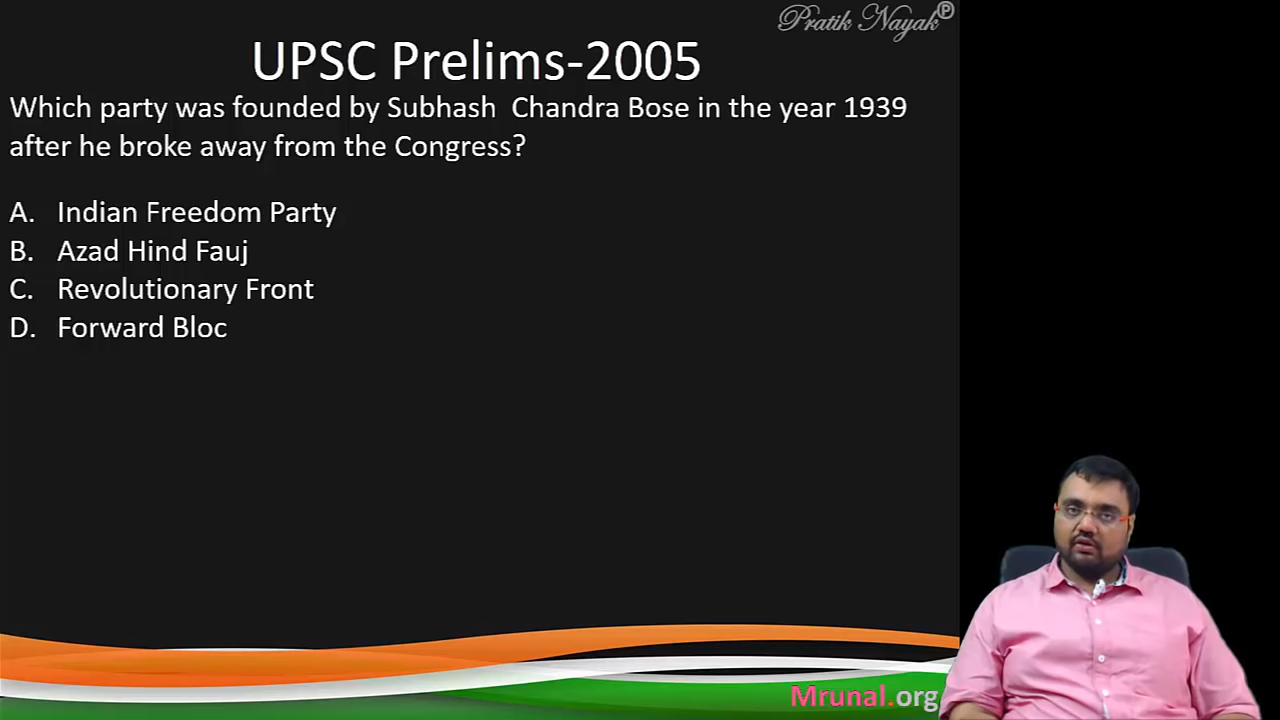 Pratik Nayak℗
UPSC Prelims-2005
Which party was founded by Subhash Chandra Bose in the year 1939
after he broke away from the Congress?
A. Indian Freedom Party
B. Azad Hind Fauj
C. Revolutionary Front
D. Forward Bloc
Mrunal.org